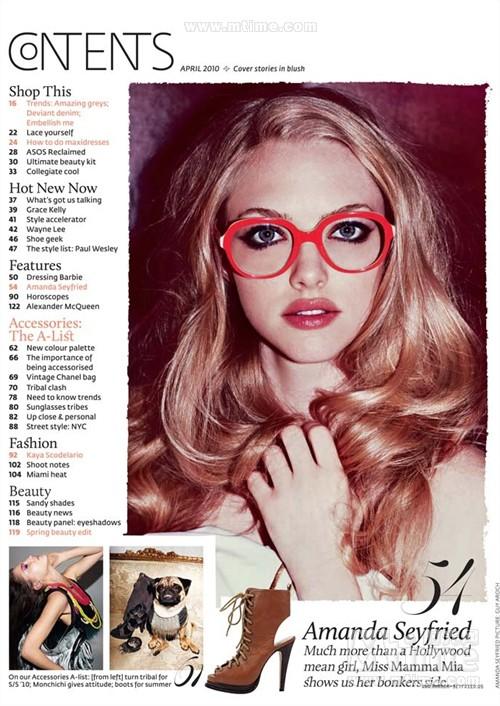 www.mtime.com
CONTENTS
APRIL 2010 ✣ Cover stories in blush
Shop This
16 Trends: Amazing greys;
Deviant denim;
Embellish me
22 Lace yourself
24 How to do maxidresses
28 ASOS Reclaimed
30 Ultimate beauty kit
33 Collegiate cool
Hot New Now
37 What's got us talking
39 Grace Kelly
41 Style accelerator
42 Wayne Lee
46 Shoe geek
47 The style list: Paul Wesley
Features
50 Dressing Barbie
54 Amanda Seyfried
90 Horoscopes
122 Alexander McQueen
Accessories:
The A-List
62 New colour palette
66 The importance of
being accessorised
69 Vintage Chanel bag
70 Tribal clash
78 Need to know trends
80 Sunglasses tribes
82 Up close & personal
88 Street style: NYC
Fashion
92 Kaya Scodelario
102 Shoot notes
104 Miami heat
Beauty
115 Sandy shades
116 Beauty news
118 Beauty panel: eyeshadows
119 Spring beauty edit
61
On our Accessories A-list: [from left] turn tribal for
S/S '10; Monchichi gives attitude; boots for summer
54
Amanda Seyfried
Much more than a Hollywood
mean girl, Miss Mamma Mia
shows us her bonkers side
AMANDA SEYFRIED PICTURE: GUY AROCH